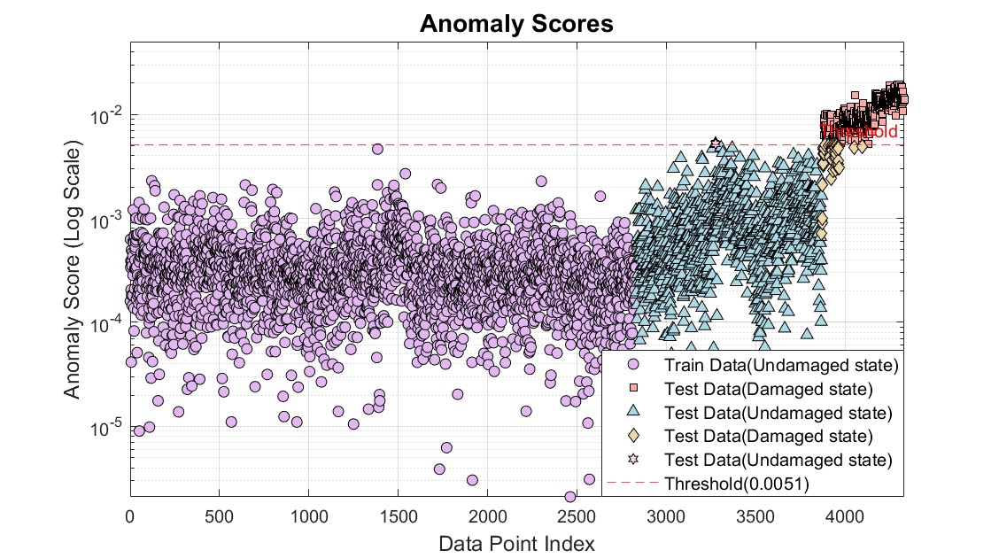 Anomaly Scores
Anomaly Score (Log Scale)
10^-2
10^-3
10^-4
10^-5
Threshold
Train Data(Undamaged state)
Test Data(Damaged state)
Test Data(Undamaged state)
Test Data(Damaged state)
Test Data(Undamaged state)
Threshold(0.0051)
0 500 1000 1500 2000 2500 3000 3500 4000
Data Point Index